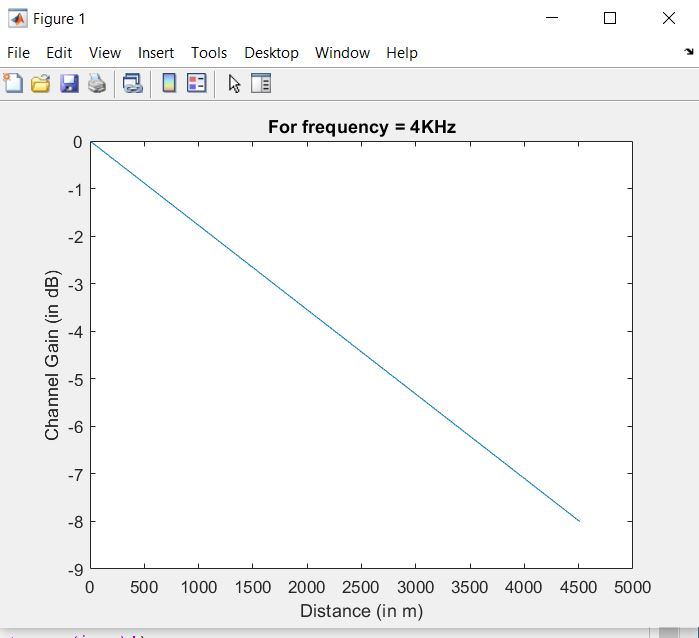 Figure 1
File Edit View Insert Tools Desktop Window Help
For frequency = 4KHz
0
-1
-2
-3
-4
-5
-6
-7
-8
-9
Channel Gain (in dB)
0 500 1000 1500 2000 2500 3000 3500 4000 4500 5000
Distance (in m)